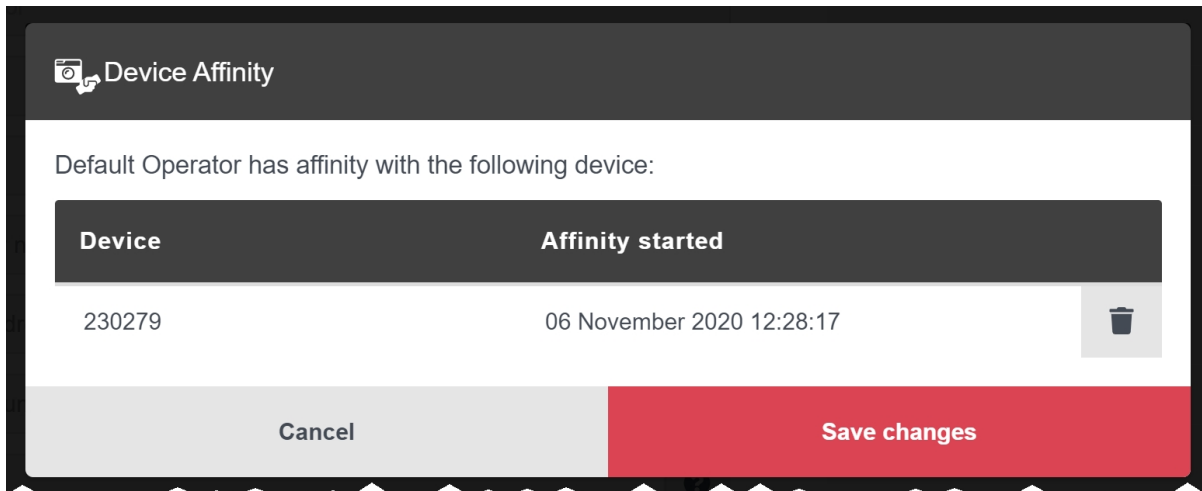 Device Affinity
Default Operator has affinity with the following device:
Device Affinity started
230279 06 November 2020 12:28:17
Cancel Save changes